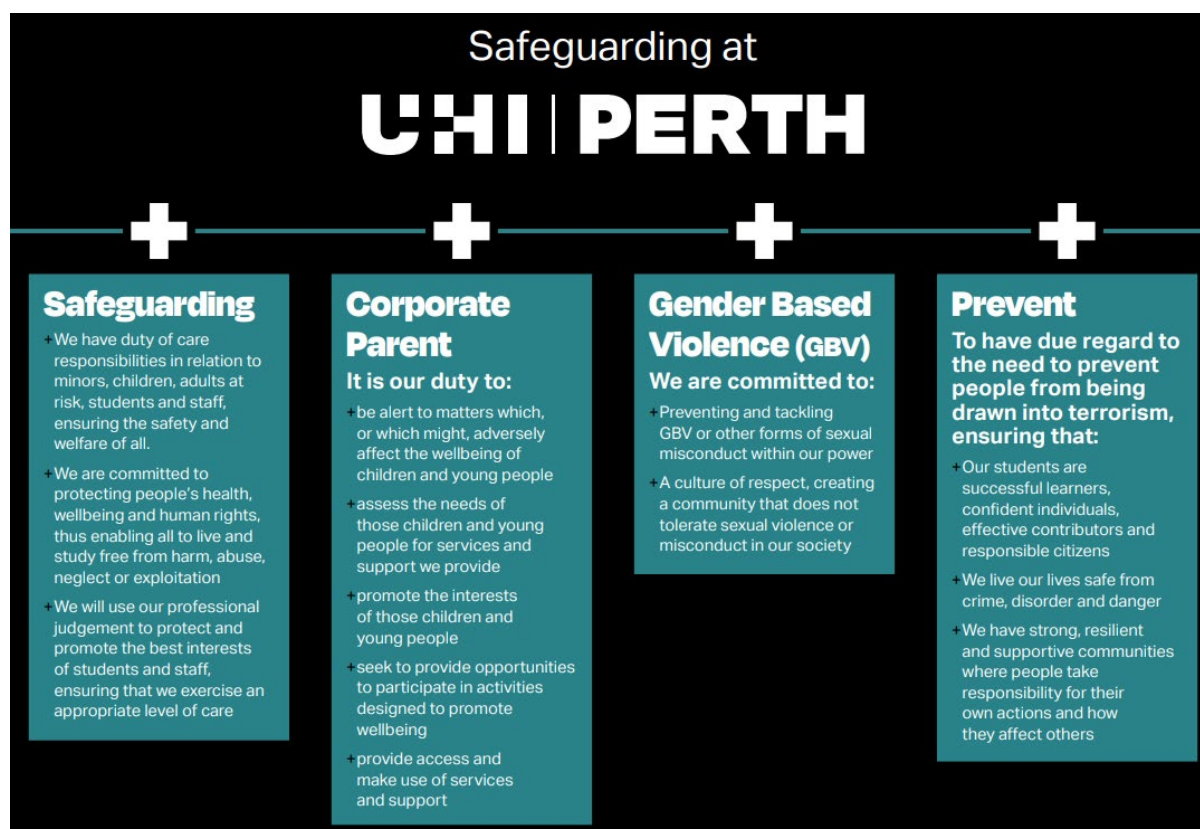 Safeguarding at
UHI | PERTH
Safeguarding
+We have duty of care
responsibilities in relation to
minors, children, adults at
risk, students and staff,
ensuring the safety and
welfare of all.
+We are committed to
protecting people's health,
wellbeing and human rights,
thus enabling all to live and
study free from harm, abuse,
neglect or exploitation
+We will use our professional
judgement to protect and
promote the best interests
of students and staff,
ensuring that we exercise an
appropriate level of care
Corporate
Parent
It is our duty to:
+be alert to matters which,
or which might, adversely
affect the wellbeing of
children and young people
+assess the needs of
those children and young
people for services and
support we provide
+promote the interests
of those children and
young people
+seek to provide opportunities
to participate in activities
designed to promote
wellbeing
+provide access and
make use of services
and support
Gender Based
Violence (GBV)
We are committed to:
+Preventing and tackling
GBV or other forms of sexual
misconduct within our power
+A culture of respect, creating
a community that does not
tolerate sexual violence or
misconduct in our society
Prevent
To have due regard to
the need to prevent
people from being
drawn into terrorism,
ensuring that:
+Our students are
successful learners,
confident individuals,
effective contributors and
responsible citizens
+We live our lives safe from
crime, disorder and danger
+We have strong, resilient
and supportive communities
where people take
responsibility for their
own actions and how
they affect others